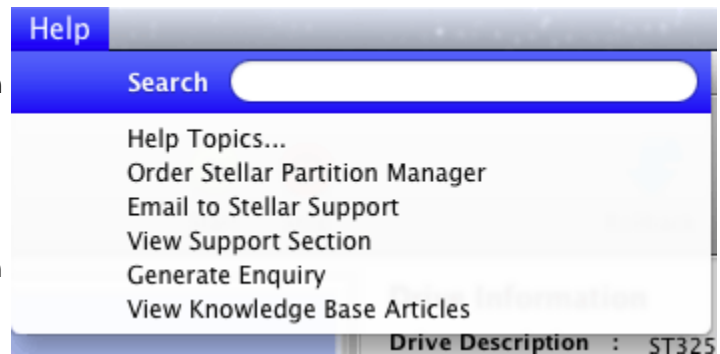 Help
Search
Help Topics...
Order Stellar Partition Manager
Email to Stellar Support
View Support Section
Generate Enquiry
View Knowledge Base Articles
Drive Information
Drive Description : ST325